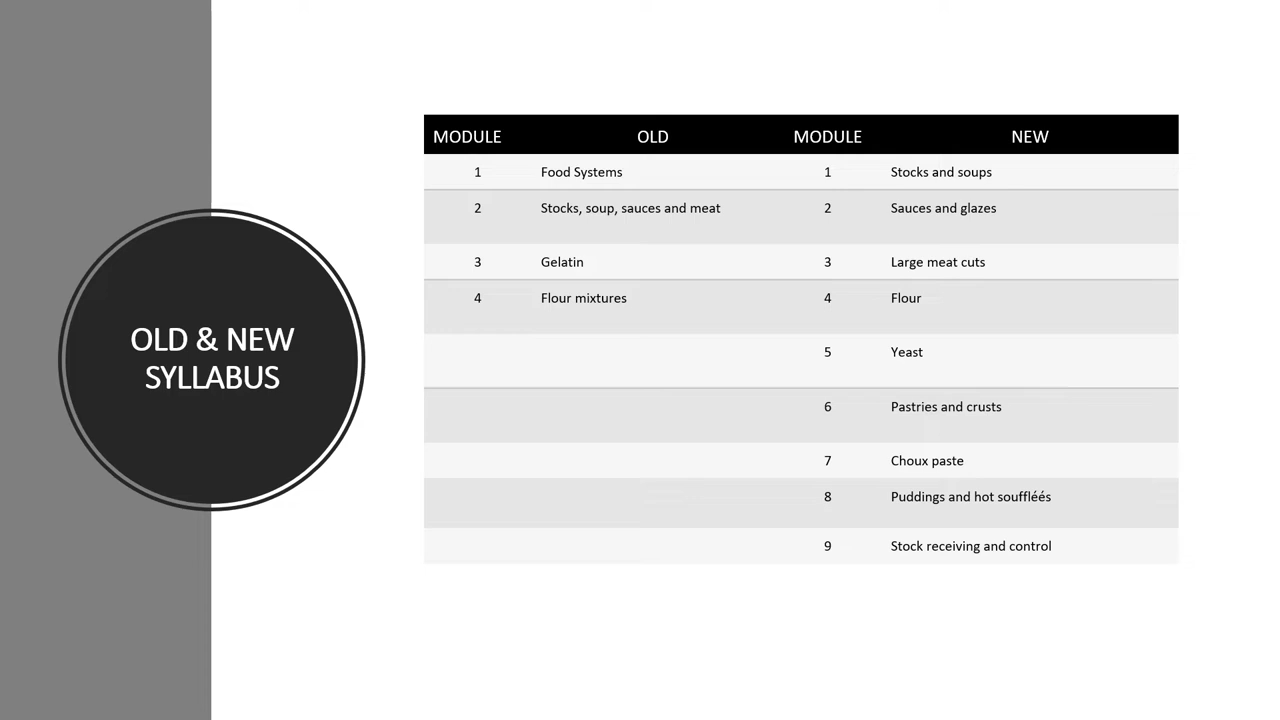 OLD & NEW
SYLLABUS
MODULE OLD MODULE NEW
1 Food Systems 1 Stocks and soups
2 Stocks, soup, sauces and meat 2 Sauces and glazes
3 Gelatin 3 Large meat cuts
4 Flour mixtures 4 Flour
5 Yeast
6 Pastries and crusts
7 Choux paste
8 Puddings and hot souffléés
9 Stock receiving and control